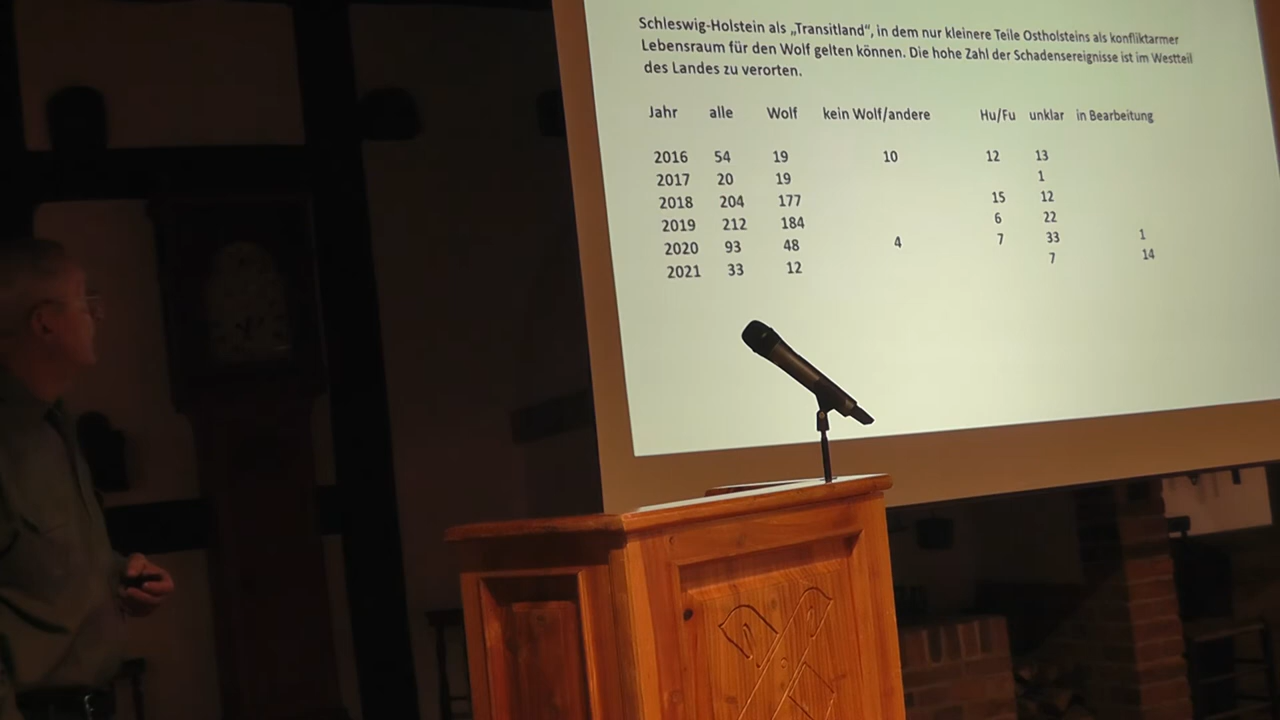 Schleswig-Holstein als „Transitland“, in dem nur kleinere Teile Ostholsteins als konfliktarmer
Lebensraum für den Wolf gelten können. Die hohe Zahl der Schadensereignisse ist im Westteil
des Landes zu verorten.
Jahr alle Wolf kein Wolf/andere Hu/Fu unklar in Bearbeitung
2016 54 19 10 12 13
2017 20 19 1
2018 204 177 15 12
2019 212 184 6 22
2020 93 48 4 7 33 1
2021 33 12 7 14